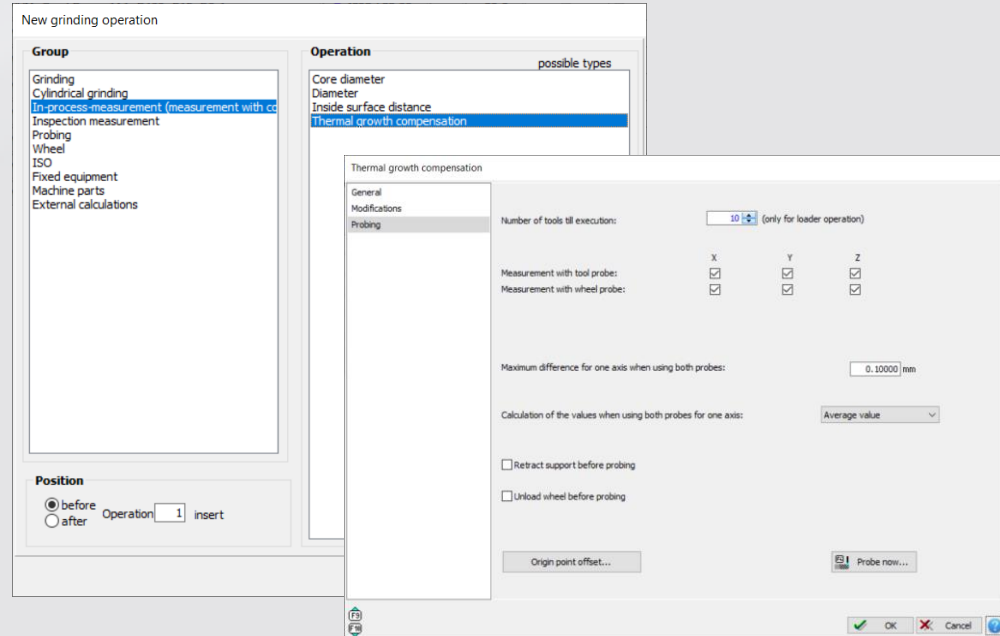 New grinding operation
Group
Grinding
Cylindrical grinding
In-process-measurement (measurement with co
Inspection measurement
Probing
Wheel
ISO
Fixed equipment
Machine parts
External calculations
Operation
possible types
Core diameter
Diameter
Inside surface distance
Thermal growth compensation
Position
before
after
Operation 1 insert
Thermal growth compensation
General
Modifications
Probing
Number of tools till execution: 10 (only for loader operation)
X Y Z
Measurement with tool probe:
Measurement with wheel probe:
Maximum difference for one axis when using both probes: 0.10000 mm
Calculation of the values when using both probes for one axis: Average value
Retract support before probing
Unload wheel before probing
Origin point offset... Probe now...
F9
OK Cancel ?